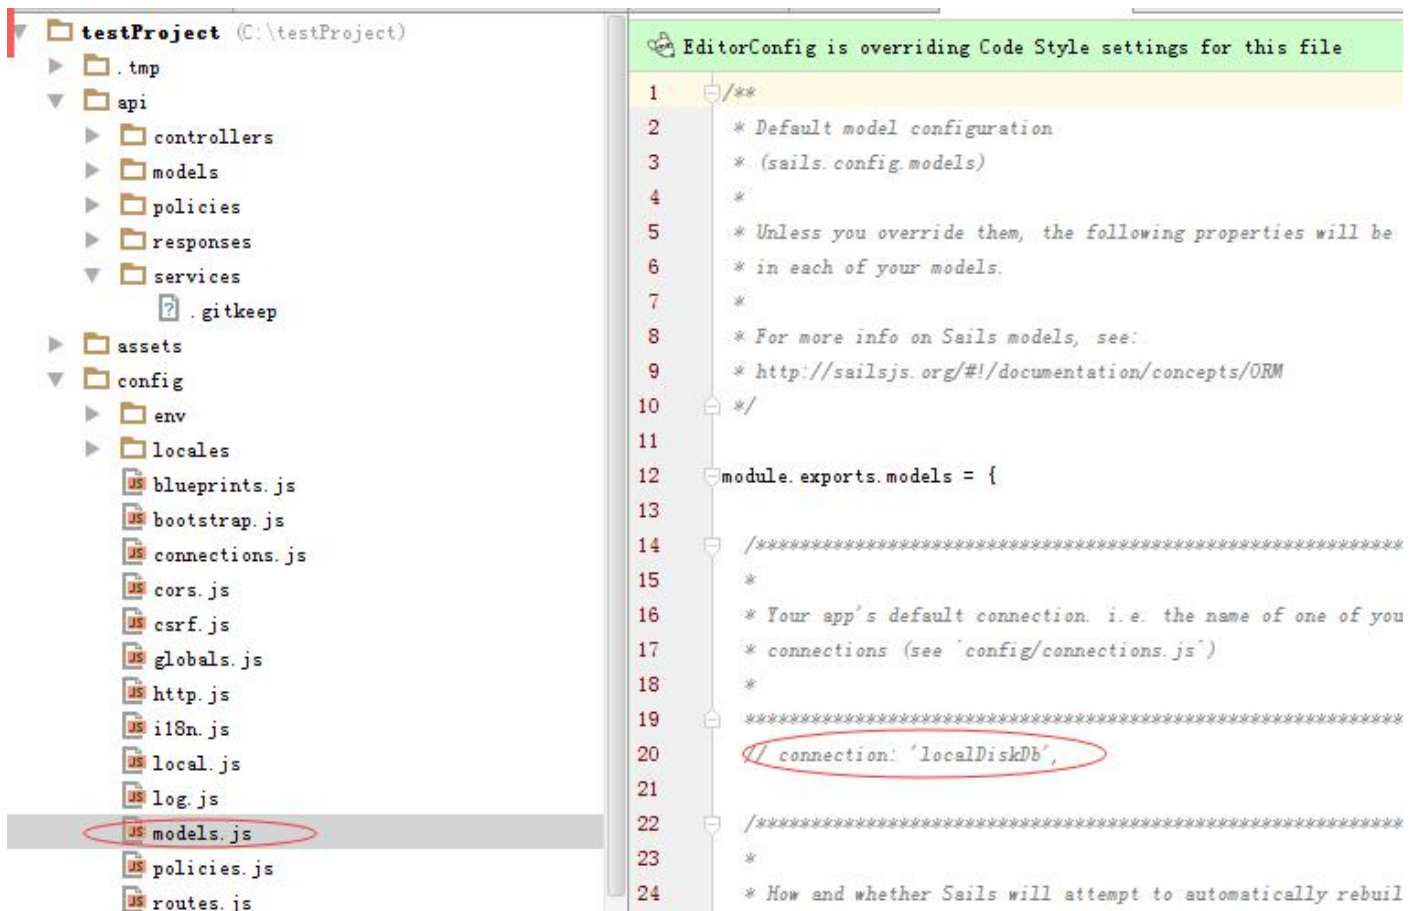 testProject (C:\testProject)
.tmp
api
controllers
models
policies
responses
services
.gitkeep
assets
config
env
locales
blueprints.js
bootstrap.js
connections.js
cors.js
csrf.js
globals.js
http.js
i18n.js
local.js
log.js
models.js
policies.js
routes.js
EditorConfig is overriding Code Style settings for this file
1 /**
2 * Default model configuration
3 * (sails.config.models)
4 *
5 * Unless you override them, the following properties will be
6 * in each of your models.
7 *
8 * For more info on Sails models, see:
9 * http://sailsjs.org/#!/documentation/concepts/ORM
10 */
11
12 module.exports.models = {
13
14 /***************************************************************
15 *
16 * Your app's default connection. i.e. the name of one of you
17 * connections (see `config/connections.js`)
18 *
19 ***************************************************************
20 // connection: 'localDiskDb',
21
22 /***************************************************************
23 *
24 * How and whether Sails will attempt to automatically rebuil